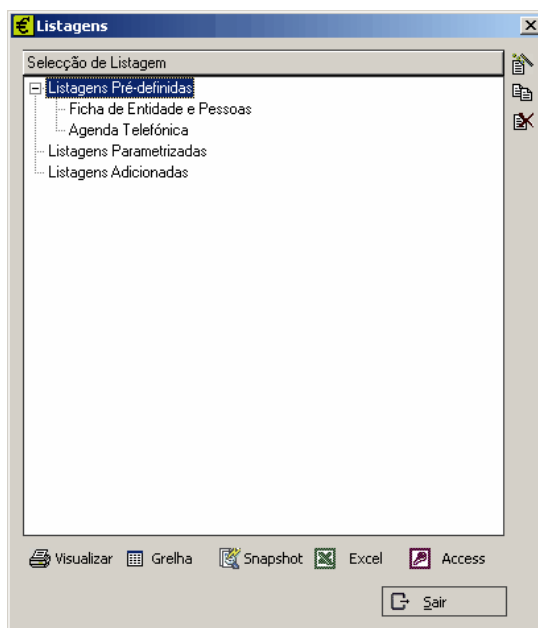 Listagens
Selecção de Listagem
Listagens Pré-definidas
Ficha de Entidade e Pessoas
Agenda Telefónica
Listagens Parametrizadas
Listagens Adicionadas
Visualizar Grelha Snapshot Excel Access
Sair